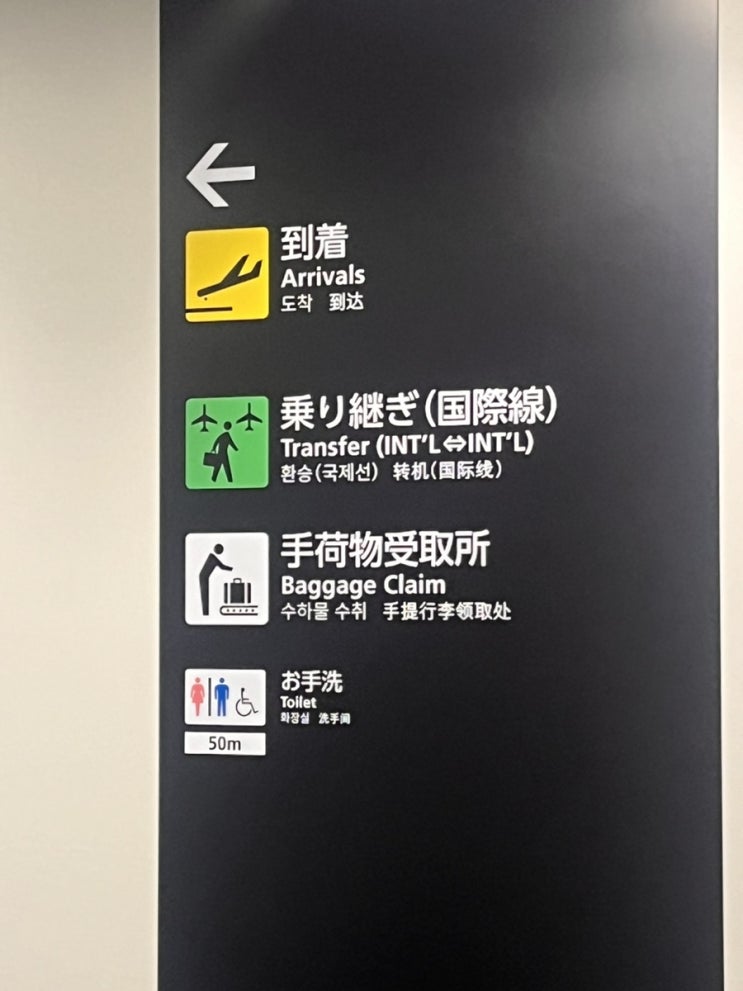 到着
Arrivals
도착 到达
乗り継ぎ(国際線)
Transfer (INT'L⇔INT'L)
환승(국제선) 转机(国际线)
手荷物受取所
Baggage Claim
수하물 수취 手提行李领取处
お手洗
Toilet
화장실 洗手间
50m